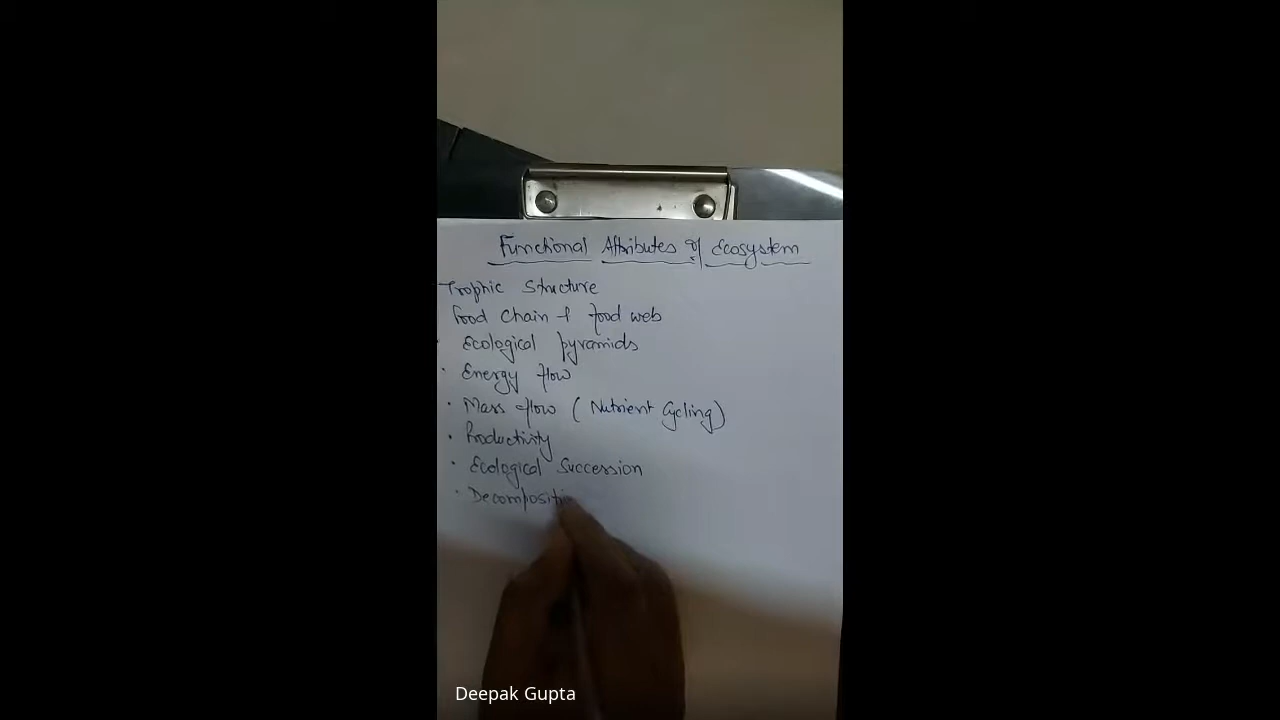 Functional Attributes of Ecosystem
Trophic Structure
food chain + food web
• Ecological pyramids
• Energy flow
• Mass flow (Nutrient Cycling)
• Productivity
• Ecological Succession
• Decompositi
Deepak Gupta